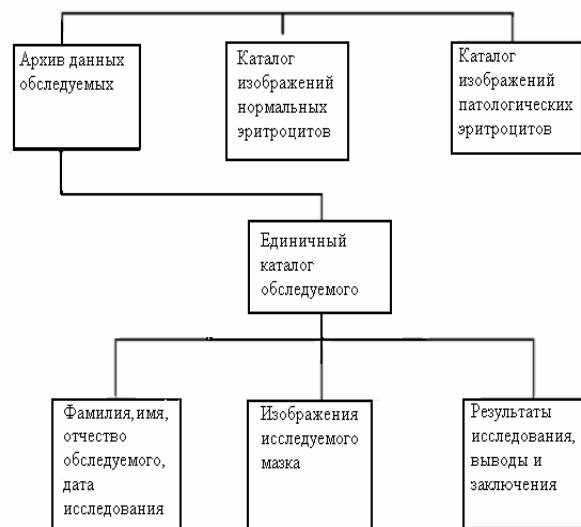 Архив данных
обследуемых
Каталог
изображений
нормальных
эритроцитов
Каталог
изображений
патологических
эритроцитов
Единичный
каталог
обследуемого
Фамилия,имя,
отчество
обследуемого,
дата
исследования
Изображения
исследуемого
мазка
Результаты
исследования,
выводы и
заключения